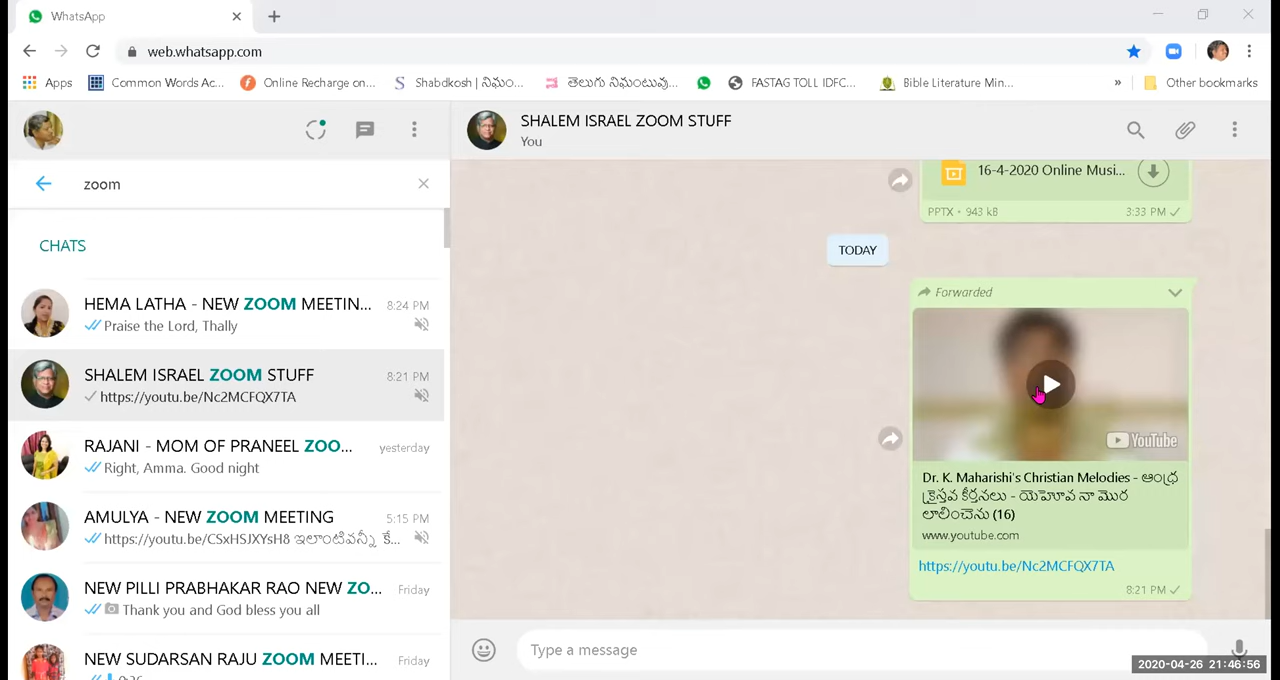 WhatsApp
web.whatsapp.com
Apps
Common Words Ac...
Online Recharge on...
Shabdkosh | నిఘం...
తెలుగు నిఘంటువు...
FASTAG TOLL IDFC...
Bible Literature Min...
»
Other bookmarks
zoom
CHATS
HEMA LATHA - NEW ZOOM MEETIN...
8:24 PM
Praise the Lord, Thally
SHALEM ISRAEL ZOOM STUFF
8:21 PM
https://youtu.be/Nc2MCFQX7TA
RAJANI - MOM OF PRANEEL ZOO...
yesterday
Right, Amma. Good night
AMULYA - NEW ZOOM MEETING
5:15 PM
https://youtu.be/CSxHSJXYsH8 ఇలాంటివన్నీ కే...
NEW PILLI PRABHAKAR RAO NEW ZO...
Friday
Thank you and God bless you all
NEW SUDARSAN RAJU ZOOM MEETI...
Friday
SHALEM ISRAEL ZOOM STUFF
You
16-4-2020 Online Musi...
PPTX • 943 kB
3:33 PM
TODAY
Forwarded
YouTube
Dr. K. Maharishi's Christian Melodies - ఆంధ్ర
క్రైస్తవ కీర్తనలు - యెహోవ నా మొర
లాలించెను (16)
www.youtube.com
https://youtu.be/Nc2MCFQX7TA
8:21 PM
Type a message
2020-04-26 21:46:56